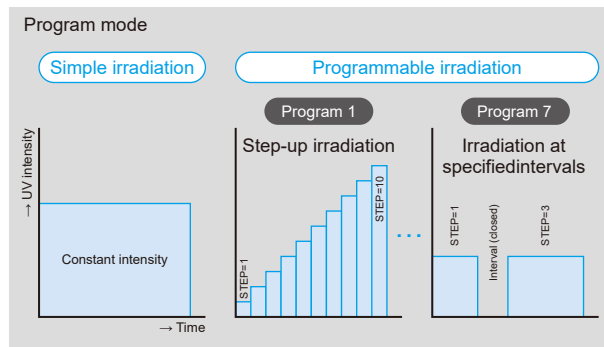 Program mode
Simple irradiation
Programmable irradiation
Program 1
Program 7
Step-up irradiation
Irradiation at
specifiedintervals
→ UV intensity
Constant intensity
→ Time
STEP=1
STEP=10
...
STEP=1
Interval (closed)
STEP=3